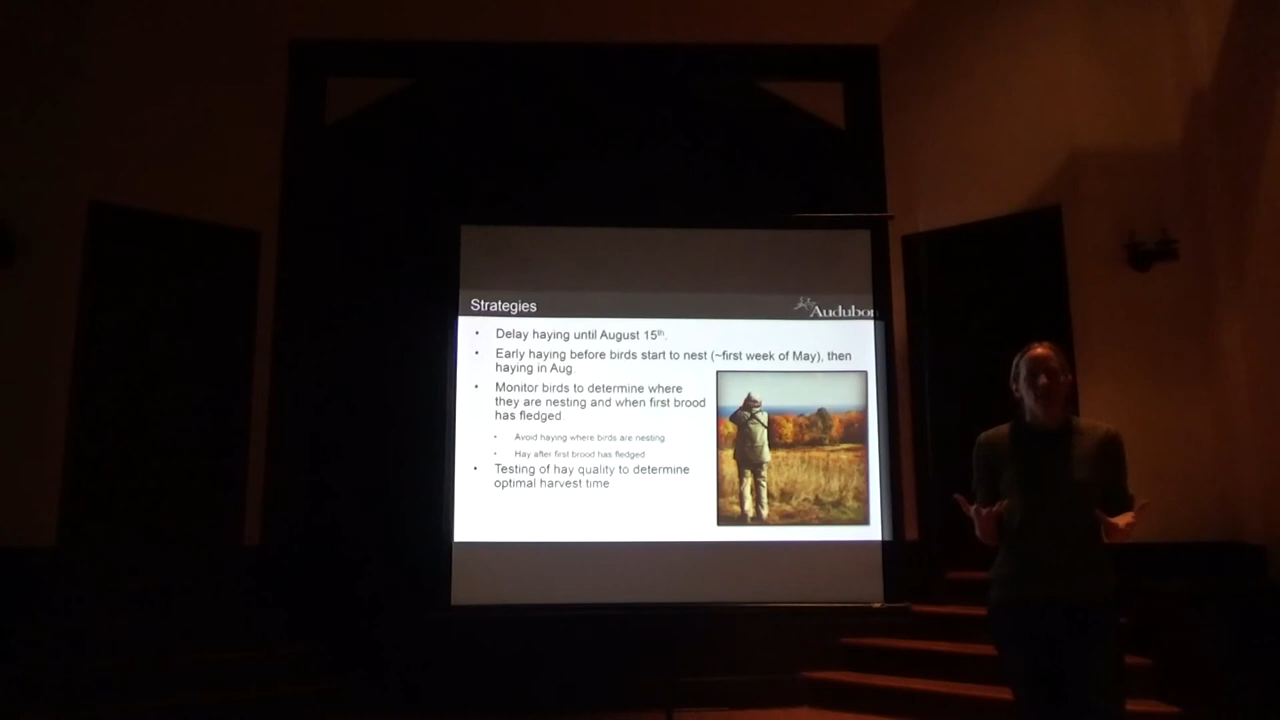 Strategies
Audubon
• Delay haying until August 15th.
• Early haying before birds start to nest (~first week of May), then
haying in Aug.
• Monitor birds to determine where
they are nesting and when first brood
has fledged
• Avoid haying where birds are nesting
• Hay after first brood has fledged
• Testing of hay quality to determine
optimal harvest time